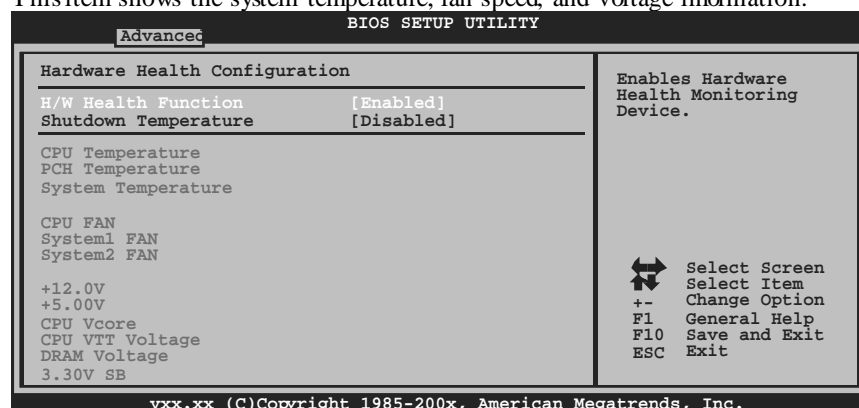 This item shows the system temperature, fan speed, and voltage information.
BIOS SETUP UTILITY
Advanced
Hardware Health Configuration
H/W Health Function [Enabled]
Shutdown Temperature [Disabled]
CPU Temperature
PCH Temperature
System Temperature
CPU FAN
System1 FAN
System2 FAN
+12.0V
+5.00V
CPU Vcore
CPU VTT Voltage
DRAM Voltage
3.30V SB
Enables Hardware
Health Monitoring
Device.
Select Screen
Select Item
+- Change Option
F1 General Help
F10 Save and Exit
ESC Exit
vxx.xx (C)Copyright 1985-200x, American Megatrends, Inc.